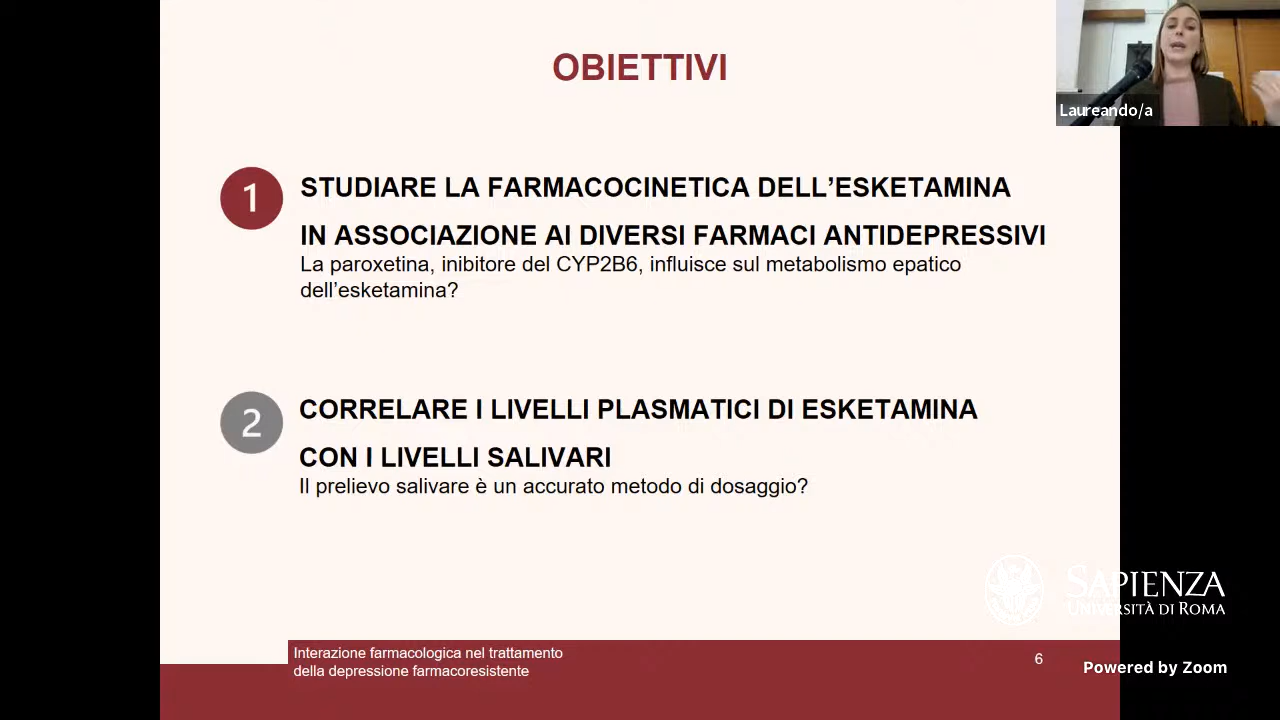 OBIETTIVI
Laureando/a
1
STUDIARE LA FARMACOCINETICA DELL’ESKETAMINA
IN ASSOCIAZIONE AI DIVERSI FARMACI ANTIDEPRESSIVI
La paroxetina, inibitore del CYP2B6, influisce sul metabolismo epatico
dell’esketamina?
2
CORRELARE I LIVELLI PLASMATICI DI ESKETAMINA
CON I LIVELLI SALIVARI
Il prelievo salivare è un accurato metodo di dosaggio?
SAPIENZA
UNIVERSITÀ DI ROMA
Interazione farmacologica nel trattamento
della depressione farmacoresistente
6
Powered by Zoom